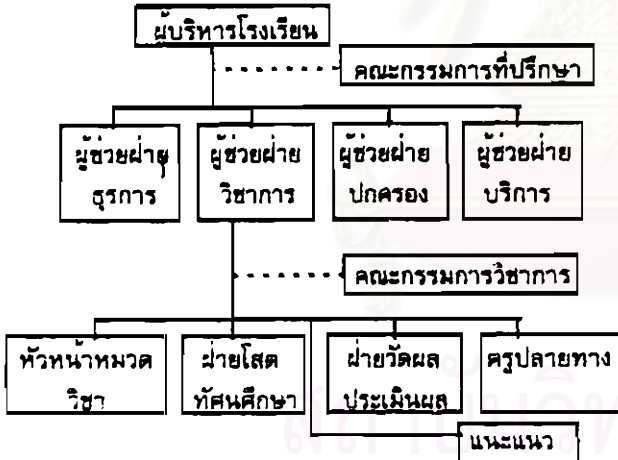 ผู้บริหารโรงเรียน
คณะกรรมการที่ปรึกษา
ผู้ช่วยฝ่าย
ธุรการ
ผู้ช่วยฝ่าย
วิชาการ
ผู้ช่วยฝ่าย
ปกครอง
ผู้ช่วยฝ่าย
บริการ
คณะกรรมการวิชาการ
หัวหน้าหมวด
วิชา
ฝ่ายโสต
ทัศนศึกษา
ฝ่ายวัดผล
ประเมินผล
ครูปลายทาง
แนะแนว